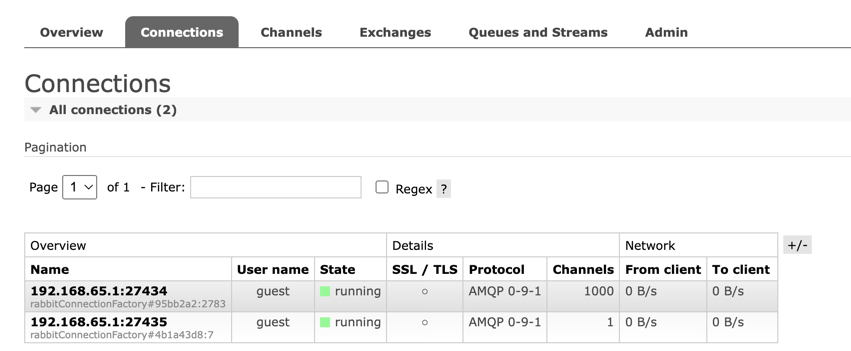 Overview Connections Channels Exchanges Queues and Streams Admin
Connections
All connections (2)
Pagination
Page 1 of 1 - Filter: Regex ?
Overview Details Network +/-
Name User name State SSL / TLS Protocol Channels From client To client
192.168.65.1:27434 guest running ○ AMQP 0-9-1 1000 0 B/s 0 B/s
rabbitConnectionFactory#95bb2a2:2783
192.168.65.1:27435 guest running ○ AMQP 0-9-1 1 0 B/s 0 B/s
rabbitConnectionFactory#4b1a43d8:7